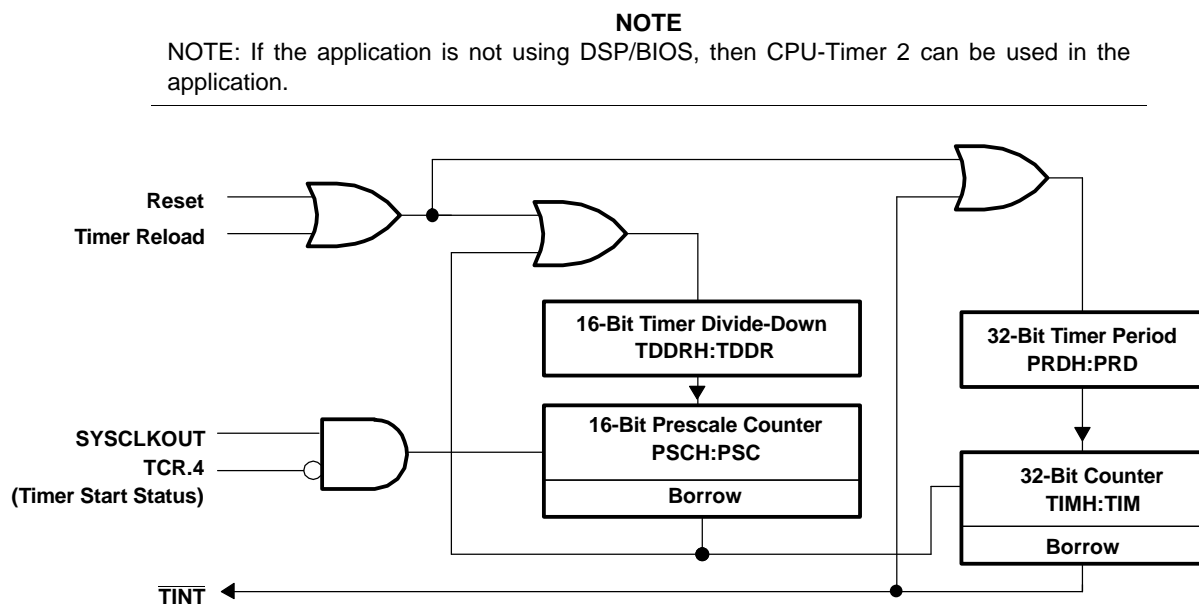 NOTE
NOTE: If the application is not using DSP/BIOS, then CPU-Timer 2 can be used in the
application.
Reset
Timer Reload
16-Bit Timer Divide-Down
TDDRH:TDDR
32-Bit Timer Period
PRDH:PRD
SYSCLKOUT
TCR.4
(Timer Start Status)
16-Bit Prescale Counter
PSCH:PSC
Borrow
32-Bit Counter
TIMH:TIM
Borrow
TINT